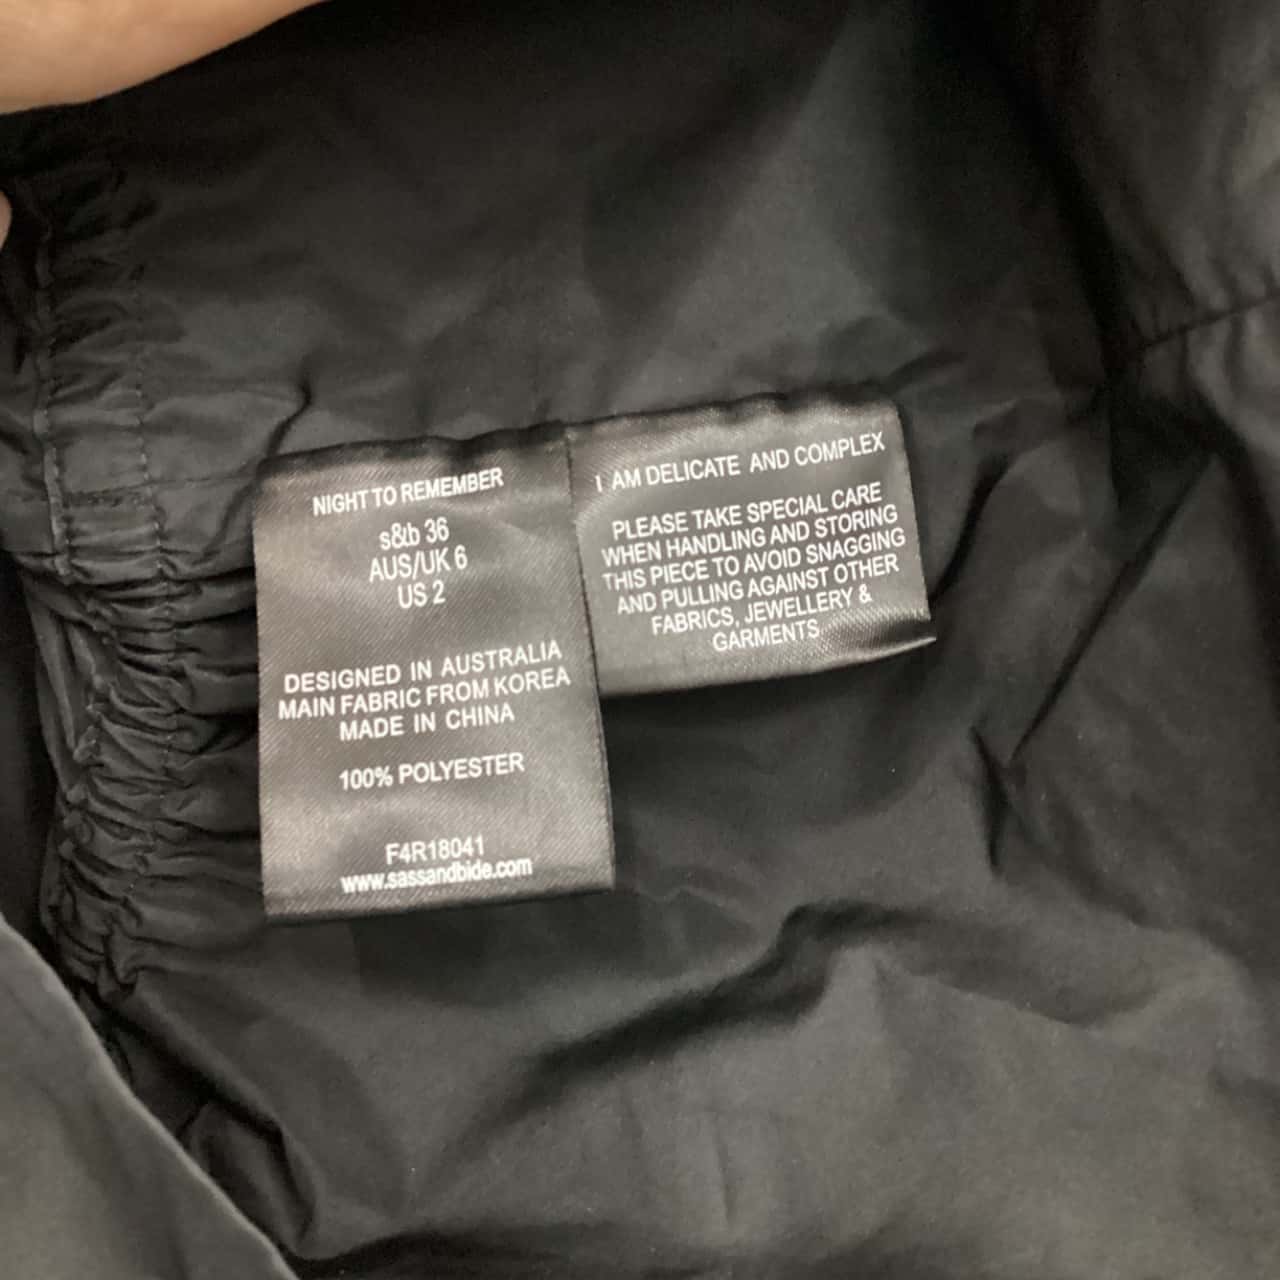 NIGHT TO REMEMBER
s&b 36
AUS/UK 6
US 2
DESIGNED IN AUSTRALIA
MAIN FABRIC FROM KOREA
MADE IN CHINA
100% POLYESTER
F4R18041
www.sassandbide.com
I AM DELICATE AND COMPLEX
PLEASE TAKE SPECIAL CARE
WHEN HANDLING AND STORING
THIS PIECE TO AVOID SNAGGING
AND PULLING AGAINST OTHER
FABRICS, JEWELLERY &
GARMENTS